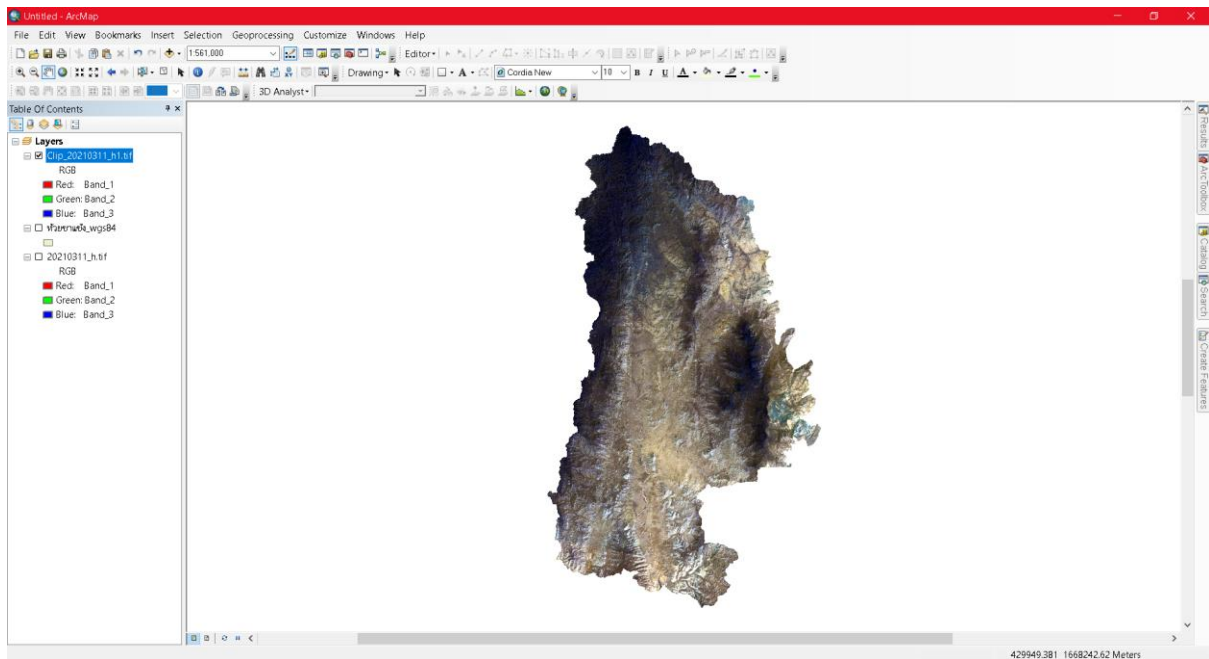 Untitled - ArcMap
File Edit View Bookmarks Insert Selection Geoprocessing Customize Windows Help
1:561,000 Editor
Drawing A Cordia New 10 B I U A
3D Analyst
Table Of Contents
Layers
Clip_20210311_h1.tif
RGB
Red: Band_1
Green: Band_2
Blue: Band_3
ห้วยขาแข้ง_wgs84
20210311_h.tif
RGB
Red: Band_1
Green: Band_2
Blue: Band_3
Results
ArcToolbox
Catalog
Search
Create Features
429949.381 1668242.62 Meters